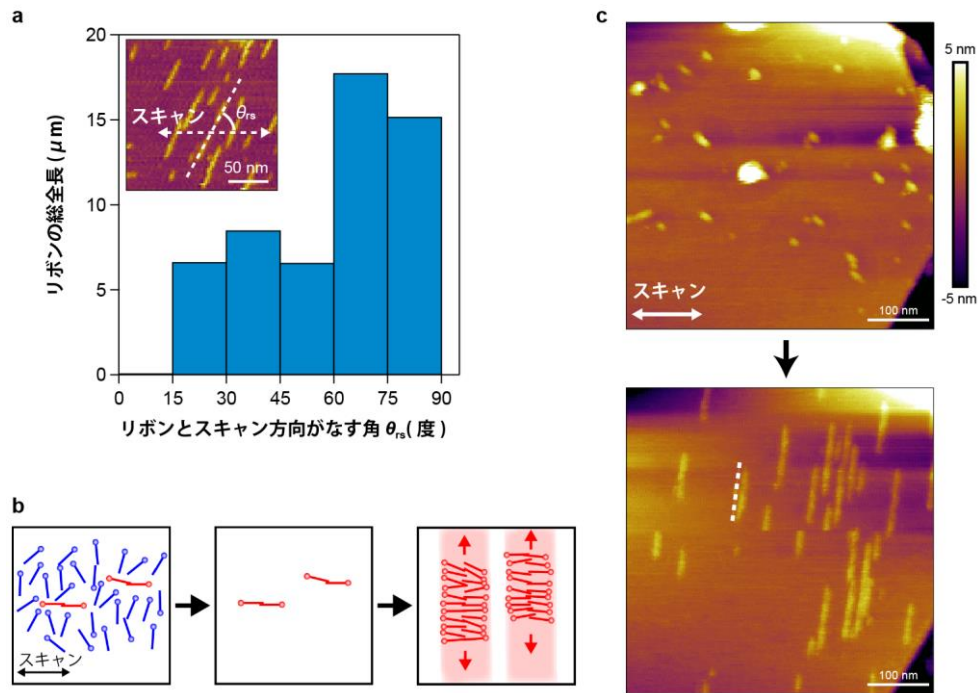 a
20
15
10
5
0
リボンの総全長 ( μm )
スキャン
θrs
50 nm
0
15
30
45
60
75
90
リボンとスキャン方向がなす角 θrs( 度 )
b
スキャン
c
5 nm
-5 nm
スキャン
100 nm
100 nm